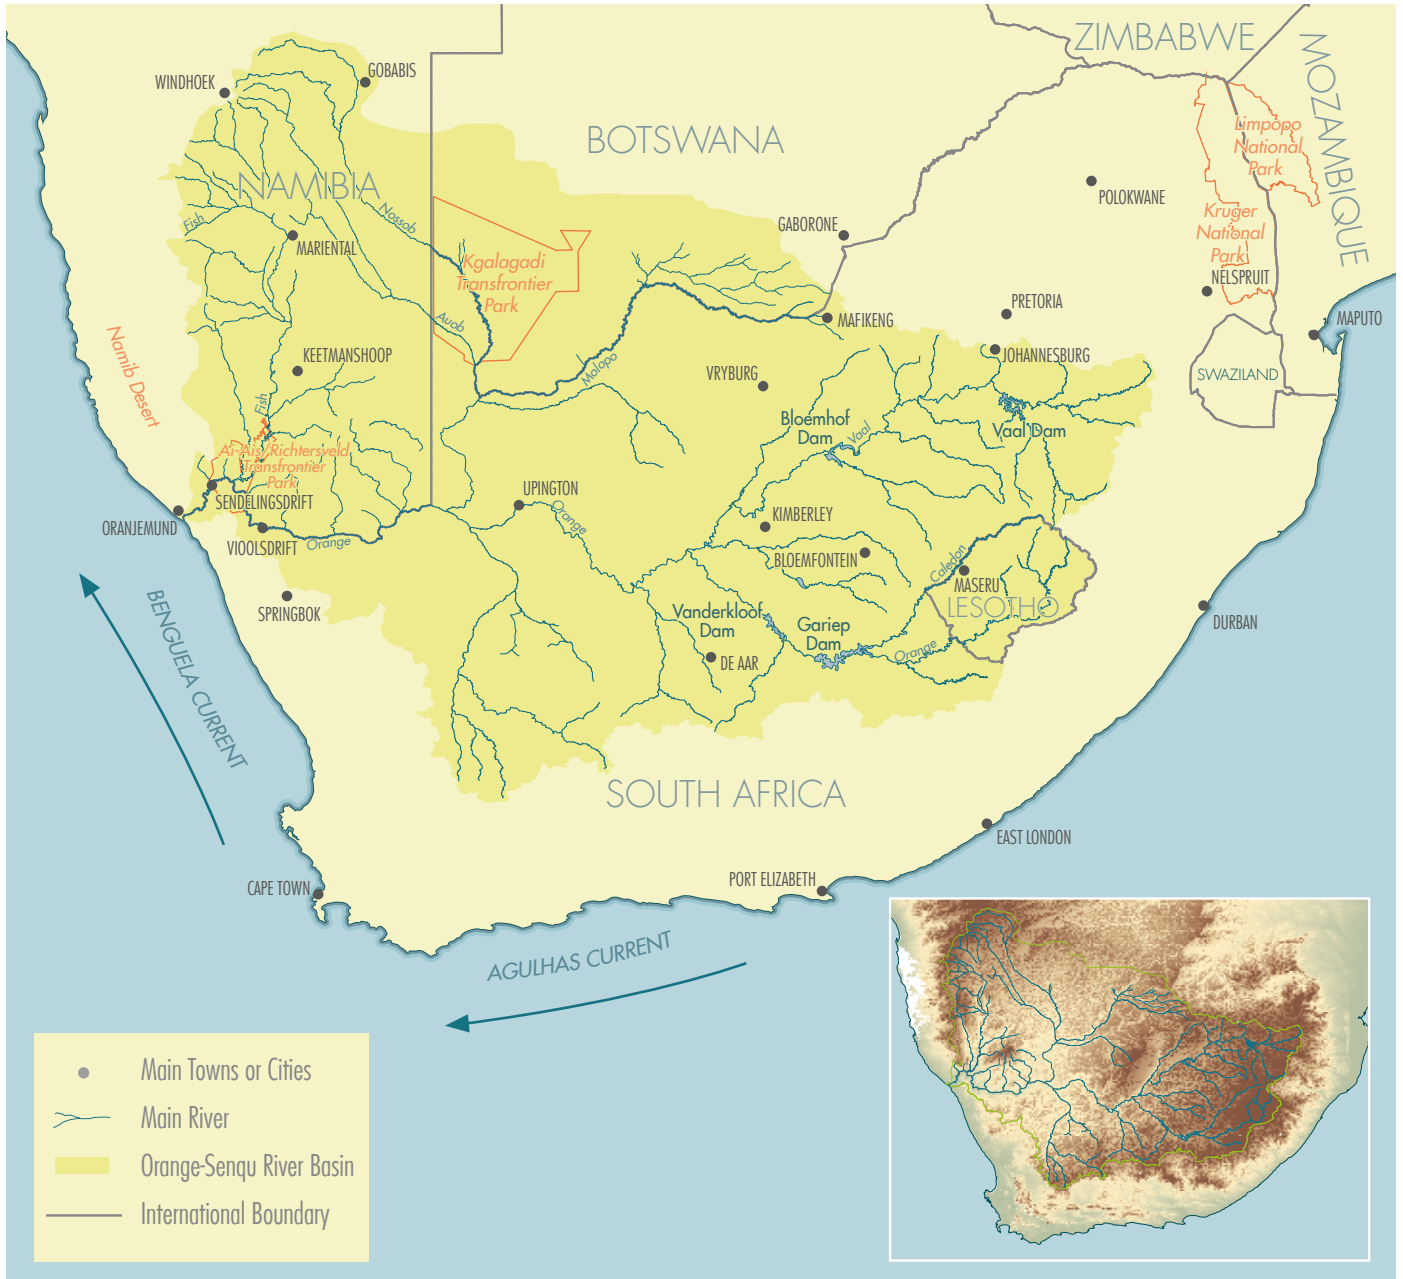 ZIMBABWE
MOZAMBIQUE
GOBABIS
WINDHOEK
BOTSWANA
Limpopo
National
Park
NAMIBIA
POLOKWANE
Fish
Nossob
Kruger
National
Park
GABORONE
MARIENTAL
Kgalagadi
Transfrontier
Park
NELSPRUIT
PRETORIA
Auob
MAFIKENG
MAPUTO
Namib Desert
KEETMANSHOOP
JOHANNESBURG
Molopo
VRYBURG
SWAZILAND
Fish
Bloemhof
Dam
Vaal
Vaal Dam
Ai-Ais/Richtersveld
Transfrontier
Park
UPINGTON
SENDELINGSDRIFT
Orange
KIMBERLEY
ORANJEMUND
VIOOLSDRIFT
Orange
BLOEMFONTEIN
Caledon
MASERU
LESOTHO
SPRINGBOK
Vanderkloof
Dam
Gariep
Dam
DURBAN
Orange
DE AAR
BENGUELA CURRENT
SOUTH AFRICA
EAST LONDON
CAPE TOWN
PORT ELIZABETH
AGULHAS CURRENT
Main Towns or Cities
Main River
Orange-Senqu River Basin
International Boundary